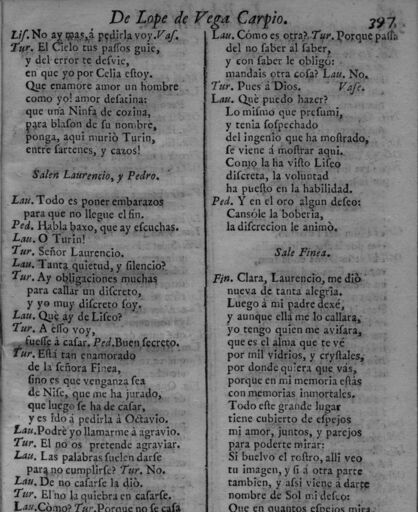 De Lope de Vega Carpio. 397
Lis. No ay mas, á pedirla voy. Vas.
Tur. El Cielo tus passos guie,
y del error te desvie,
en que yo por Celia estoy.
Que enamore amor un hombre
como yo! amor desatina:
que una Ninfa de cozina,
para blason de su nombre,
ponga, aqui muriò Turin,
entre sartenes, y cazos!
Salen Laurencio, y Pedro.
Lau. Todo es poner embarazos
para que no llegue el fin.
Ped. Habla baxo, que ay escuchas.
Lau. O Turin!
Tur. Señor Laurencio.
Lau. Tanta quietud, y silencio?
Tur. Ay obligaciones muchas
para callar un discreto,
y yo muy discreto soy.
Lau. Què ay de Liseo?
Tur. A esso voy,
fuesse á casar. Ped. Buen secreto.
Tur. Està tan enamorado
de la señora Finea,
sino es que venganza sea
de Nise, que me ha jurado,
que luego se ha de casar,
y es ido á pedirla à Octavio.
Lau. Podrè yo llamarme à agravio.
Tur. El no os pretende agraviar.
Lau. Las palabras suelen darse
para no cumplirse? Tur. No.
Lau. De no casarse la diò.
Tur. El no la quiebra en casarse.
Lau. Còmo? Tur. Porque no se casa
Lau. Còmo es otra? Tur. Porque passa
del no saber al saber,
y con saber le obligò:
mandais otra cosa? Lau. No.
Tur. Pues à Dios. Vase.
Lau. Què puedo hazer?
Lo mismo que presumi,
y tenia sospechado
del ingenio que ha mostrado,
se viene á mostrar aqui.
Como la ha visto Liseo
discreta, la voluntad
ha puesto en la habilidad.
Ped. Y en el oro algun deseo:
Cansòle la boberia,
la discrecion le animò.
Sale Finea.
Fin. Clara, Laurencio, me diò
nueva de tanta alegria.
Luego á mi padre dexè,
y aunque ella me lo callara,
yo tengo quien me avisara,
que es el alma que te vé
por mil vidrios, y crystales,
por donde quiera que vás,
porque en mi memoria estás
con memorias inmortales.
Todo este grande lugar
tiene cubierto de espejos
mi amor, juntos, y parejos
para poderte mirar:
Si buelvo el rostro, alli veo
tu imagen, y si á otra parte
tambien, y assi viene à darte
nombre de Sol mi deseo:
Que en quantos espejos mira